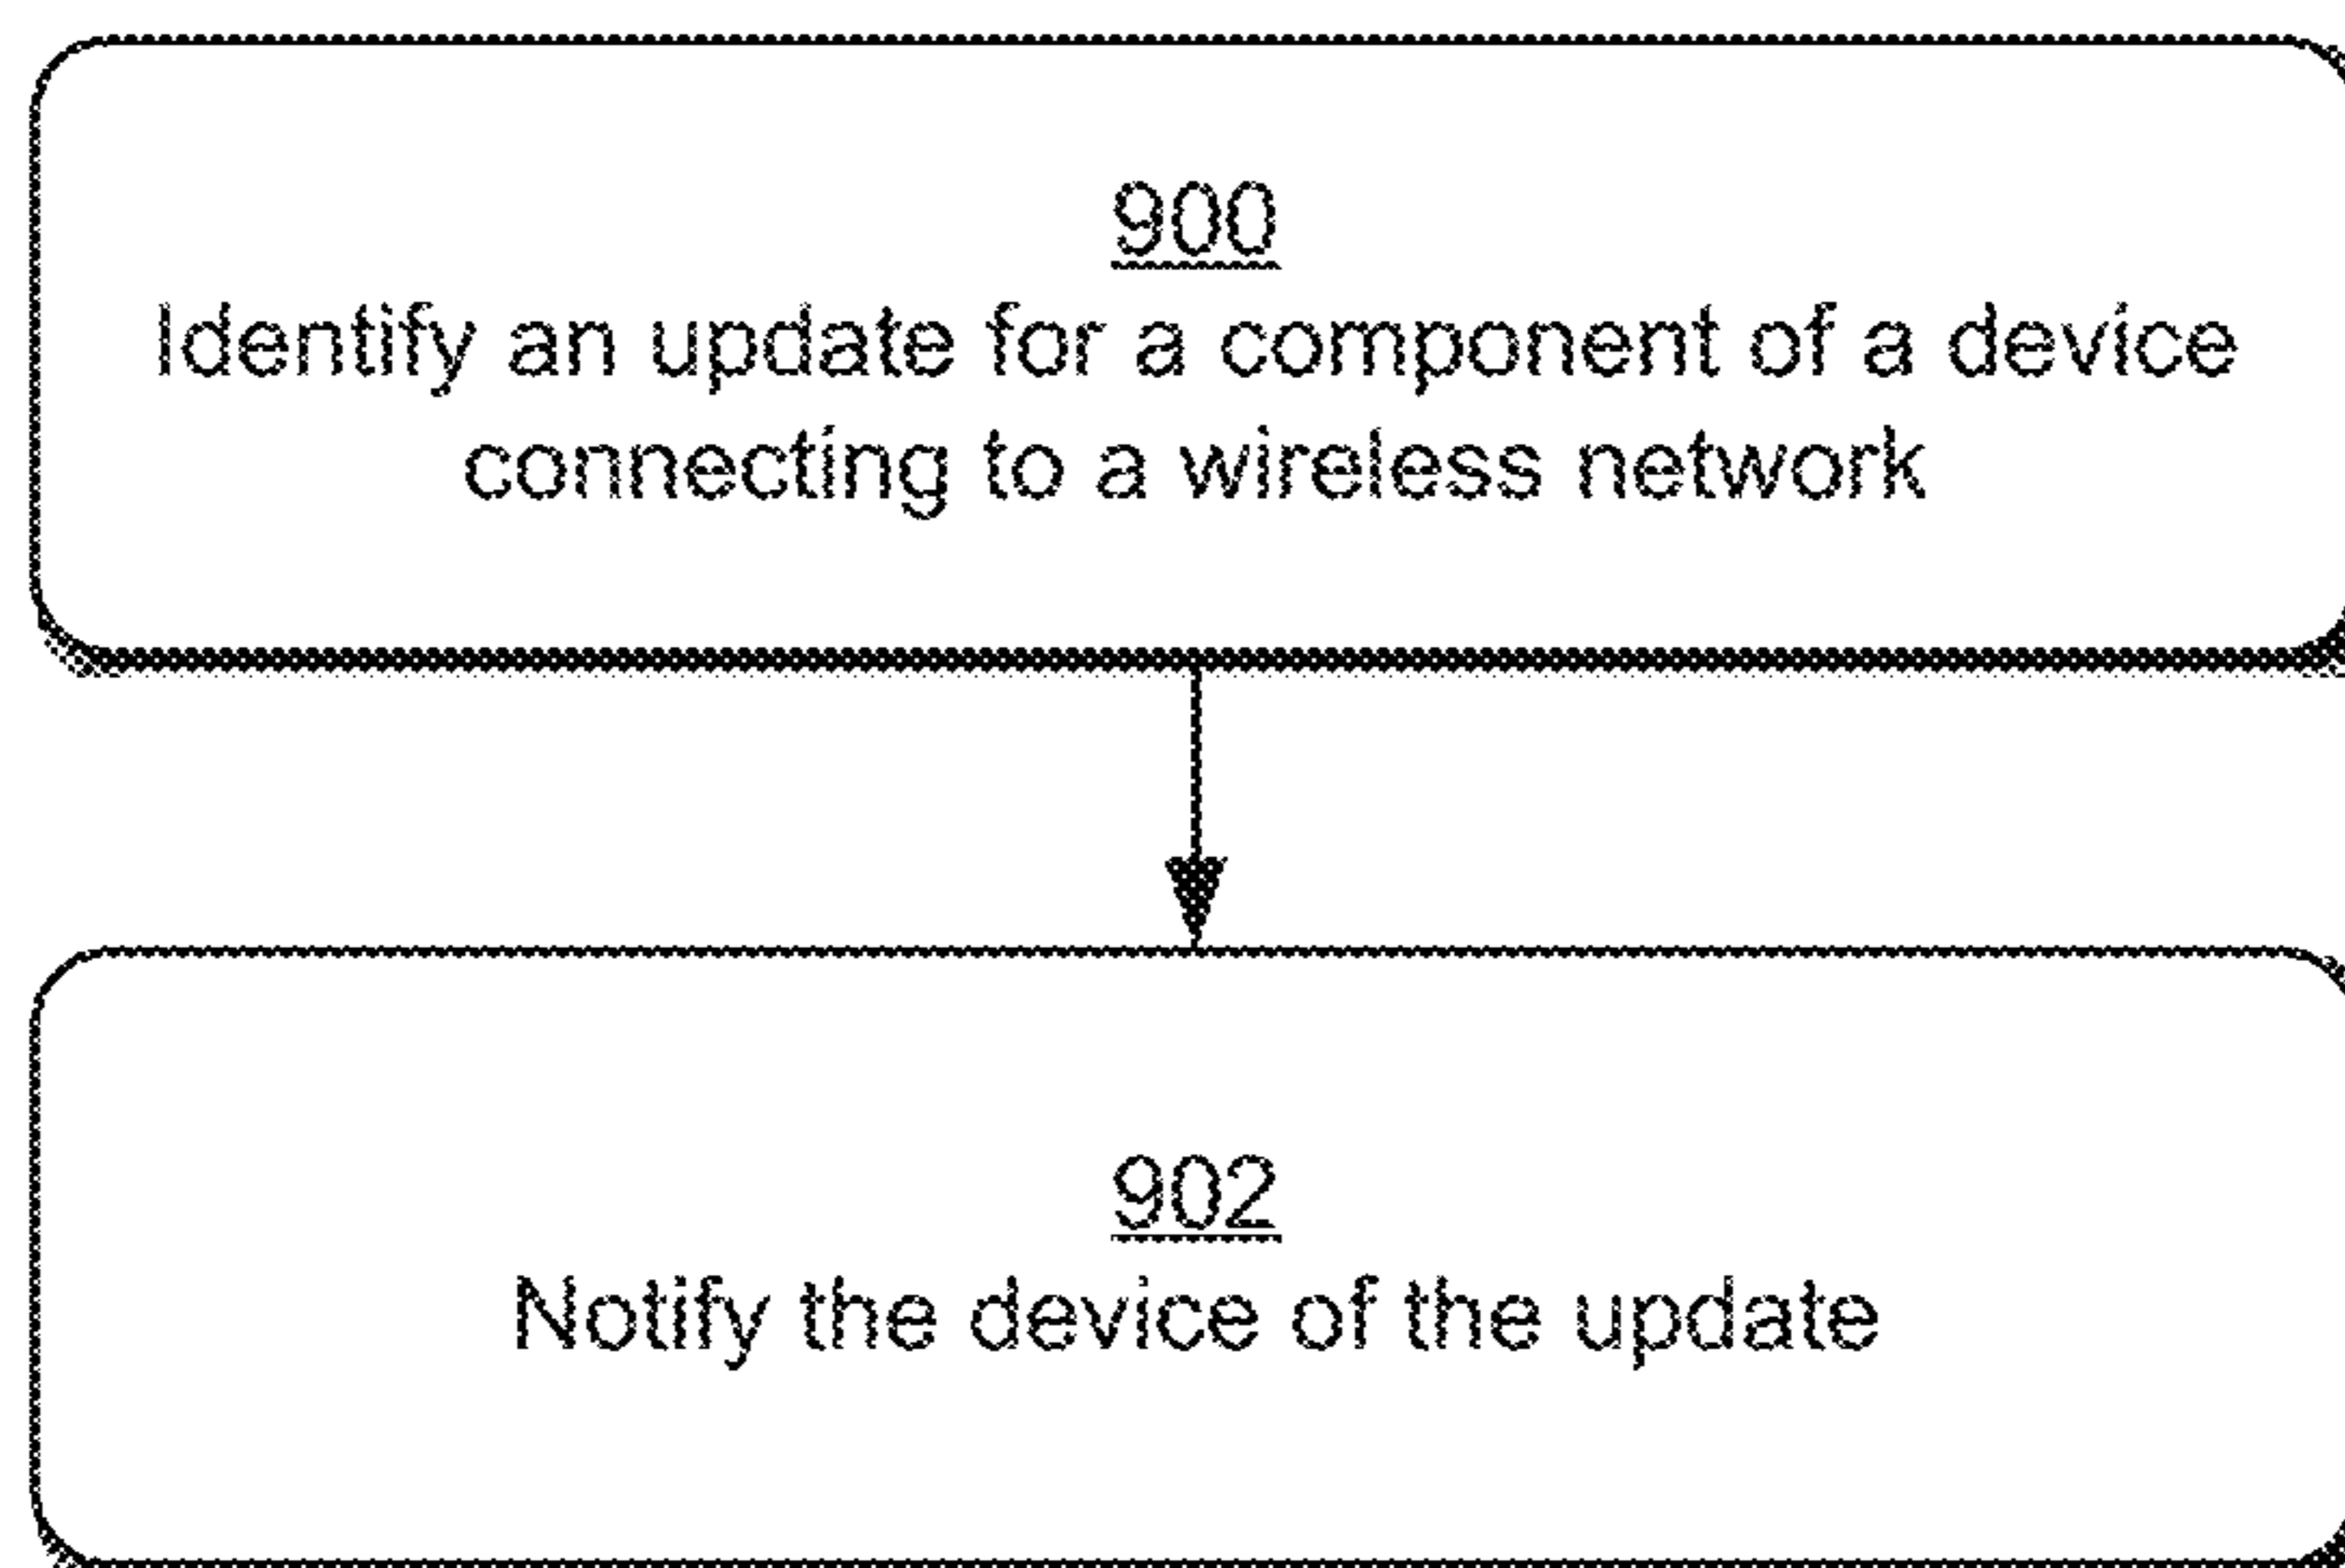 900
Identify an update for a component of a device
connecting to a wireless network
902
Notify the device of the update